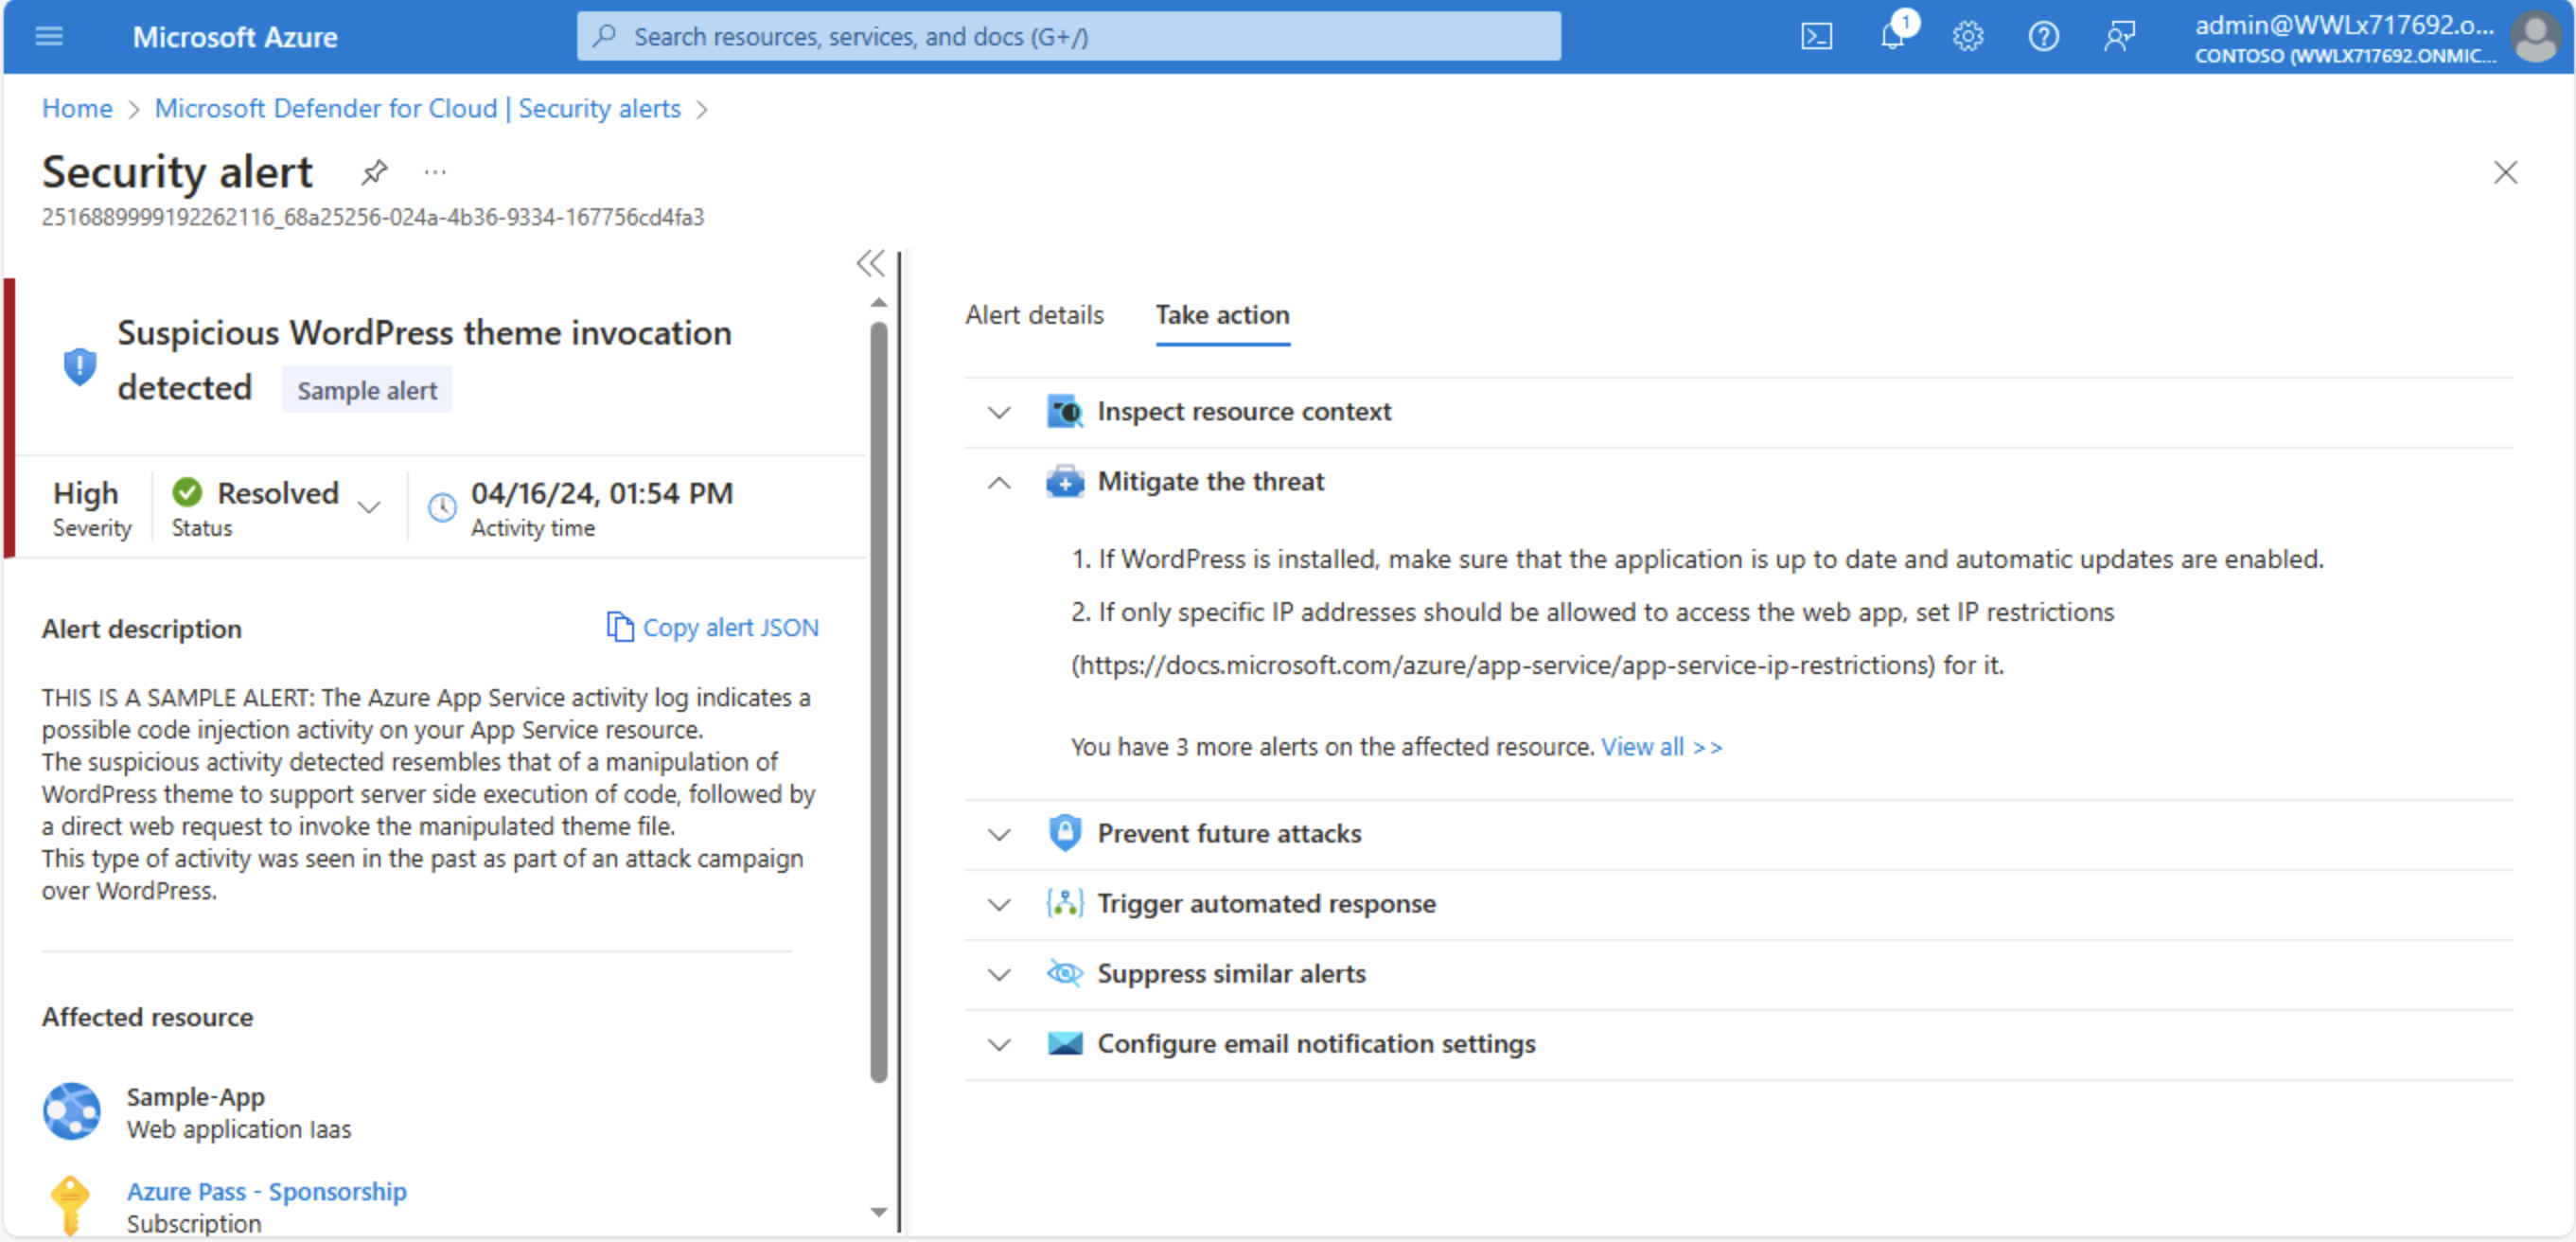 Microsoft Azure
Search resources, services, and docs (G+/)
1
admin@WWLx717692.o...
CONTOSO (WWLX717692.ONMIC...
Home > Microsoft Defender for Cloud | Security alerts >
Security alert
2516889999192262116_68a25256-024a-4b36-9334-167756cd4fa3
Suspicious WordPress theme invocation
detected Sample alert
High
Severity
Resolved
Status
04/16/24, 01:54 PM
Activity time
Alert description
Copy alert JSON
THIS IS A SAMPLE ALERT: The Azure App Service activity log indicates a
possible code injection activity on your App Service resource.
The suspicious activity detected resembles that of a manipulation of
WordPress theme to support server side execution of code, followed by
a direct web request to invoke the manipulated theme file.
This type of activity was seen in the past as part of an attack campaign
over WordPress.
Affected resource
Sample-App
Web application Iaas
Azure Pass - Sponsorship
Subscription
Alert details
Take action
Inspect resource context
Mitigate the threat
1. If WordPress is installed, make sure that the application is up to date and automatic updates are enabled.
2. If only specific IP addresses should be allowed to access the web app, set IP restrictions
(https://docs.microsoft.com/azure/app-service/app-service-ip-restrictions) for it.
You have 3 more alerts on the affected resource. View all >>
Prevent future attacks
Trigger automated response
Suppress similar alerts
Configure email notification settings